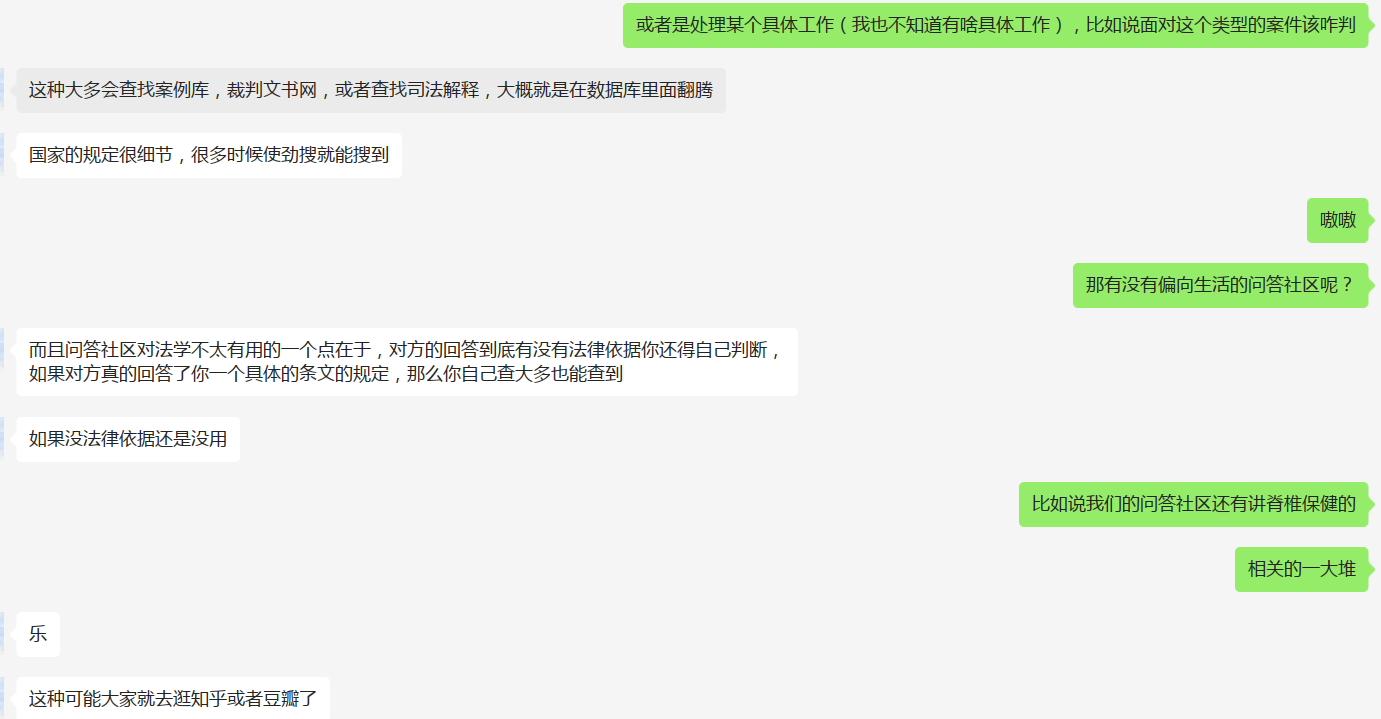 或者是处理某个具体工作（我也不知道有啥具体工作），比如说面对这个类型的案件该咋判
这种大多会查找案例库，裁判文书网，或者查找司法解释，大概就是在数据库里面翻腾
国家的规定很细节，很多时候使劲搜就能搜到
嗷嗷
那有没有偏向生活的问答社区呢？
而且问答社区对法学不太有用的一个点在于，对方的回答到底有没有法律依据你还得自己判断，
如果对方真的回答了你一个具体的条文的规定，那么你自己查大多也能查到
如果没法律依据还是没用
比如说我们的问答社区还有讲脊椎保健的
相关的一大堆
乐
这种可能大家就去逛知乎或者豆瓣了